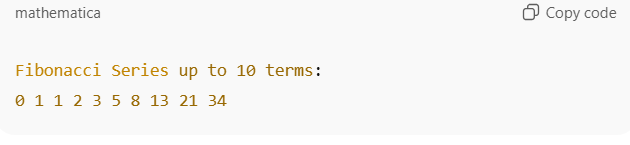 mathematica
Copy code
Fibonacci Series up to 10 terms:
0 1 1 2 3 5 8 13 21 34